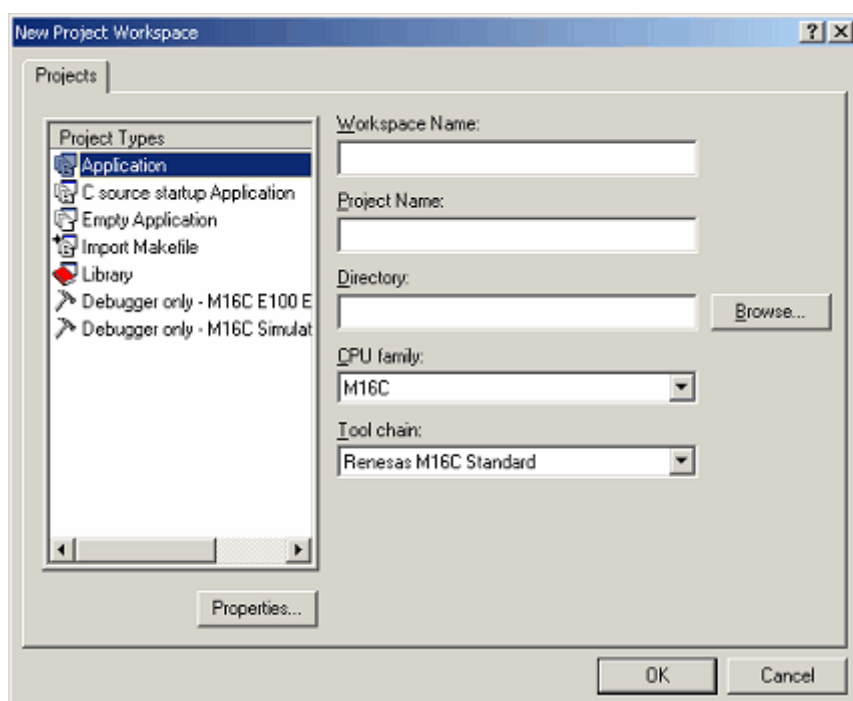 New Project Workspace
Projects
Project Types
Application
C source startup Application
Empty Application
Import Makefile
Library
Debugger only - M16C E100 E
Debugger only - M16C Simulat
Properties...
Workspace Name:
Project Name:
Directory:
Browse...
CPU family:
M16C
Tool chain:
Renesas M16C Standard
OK
Cancel